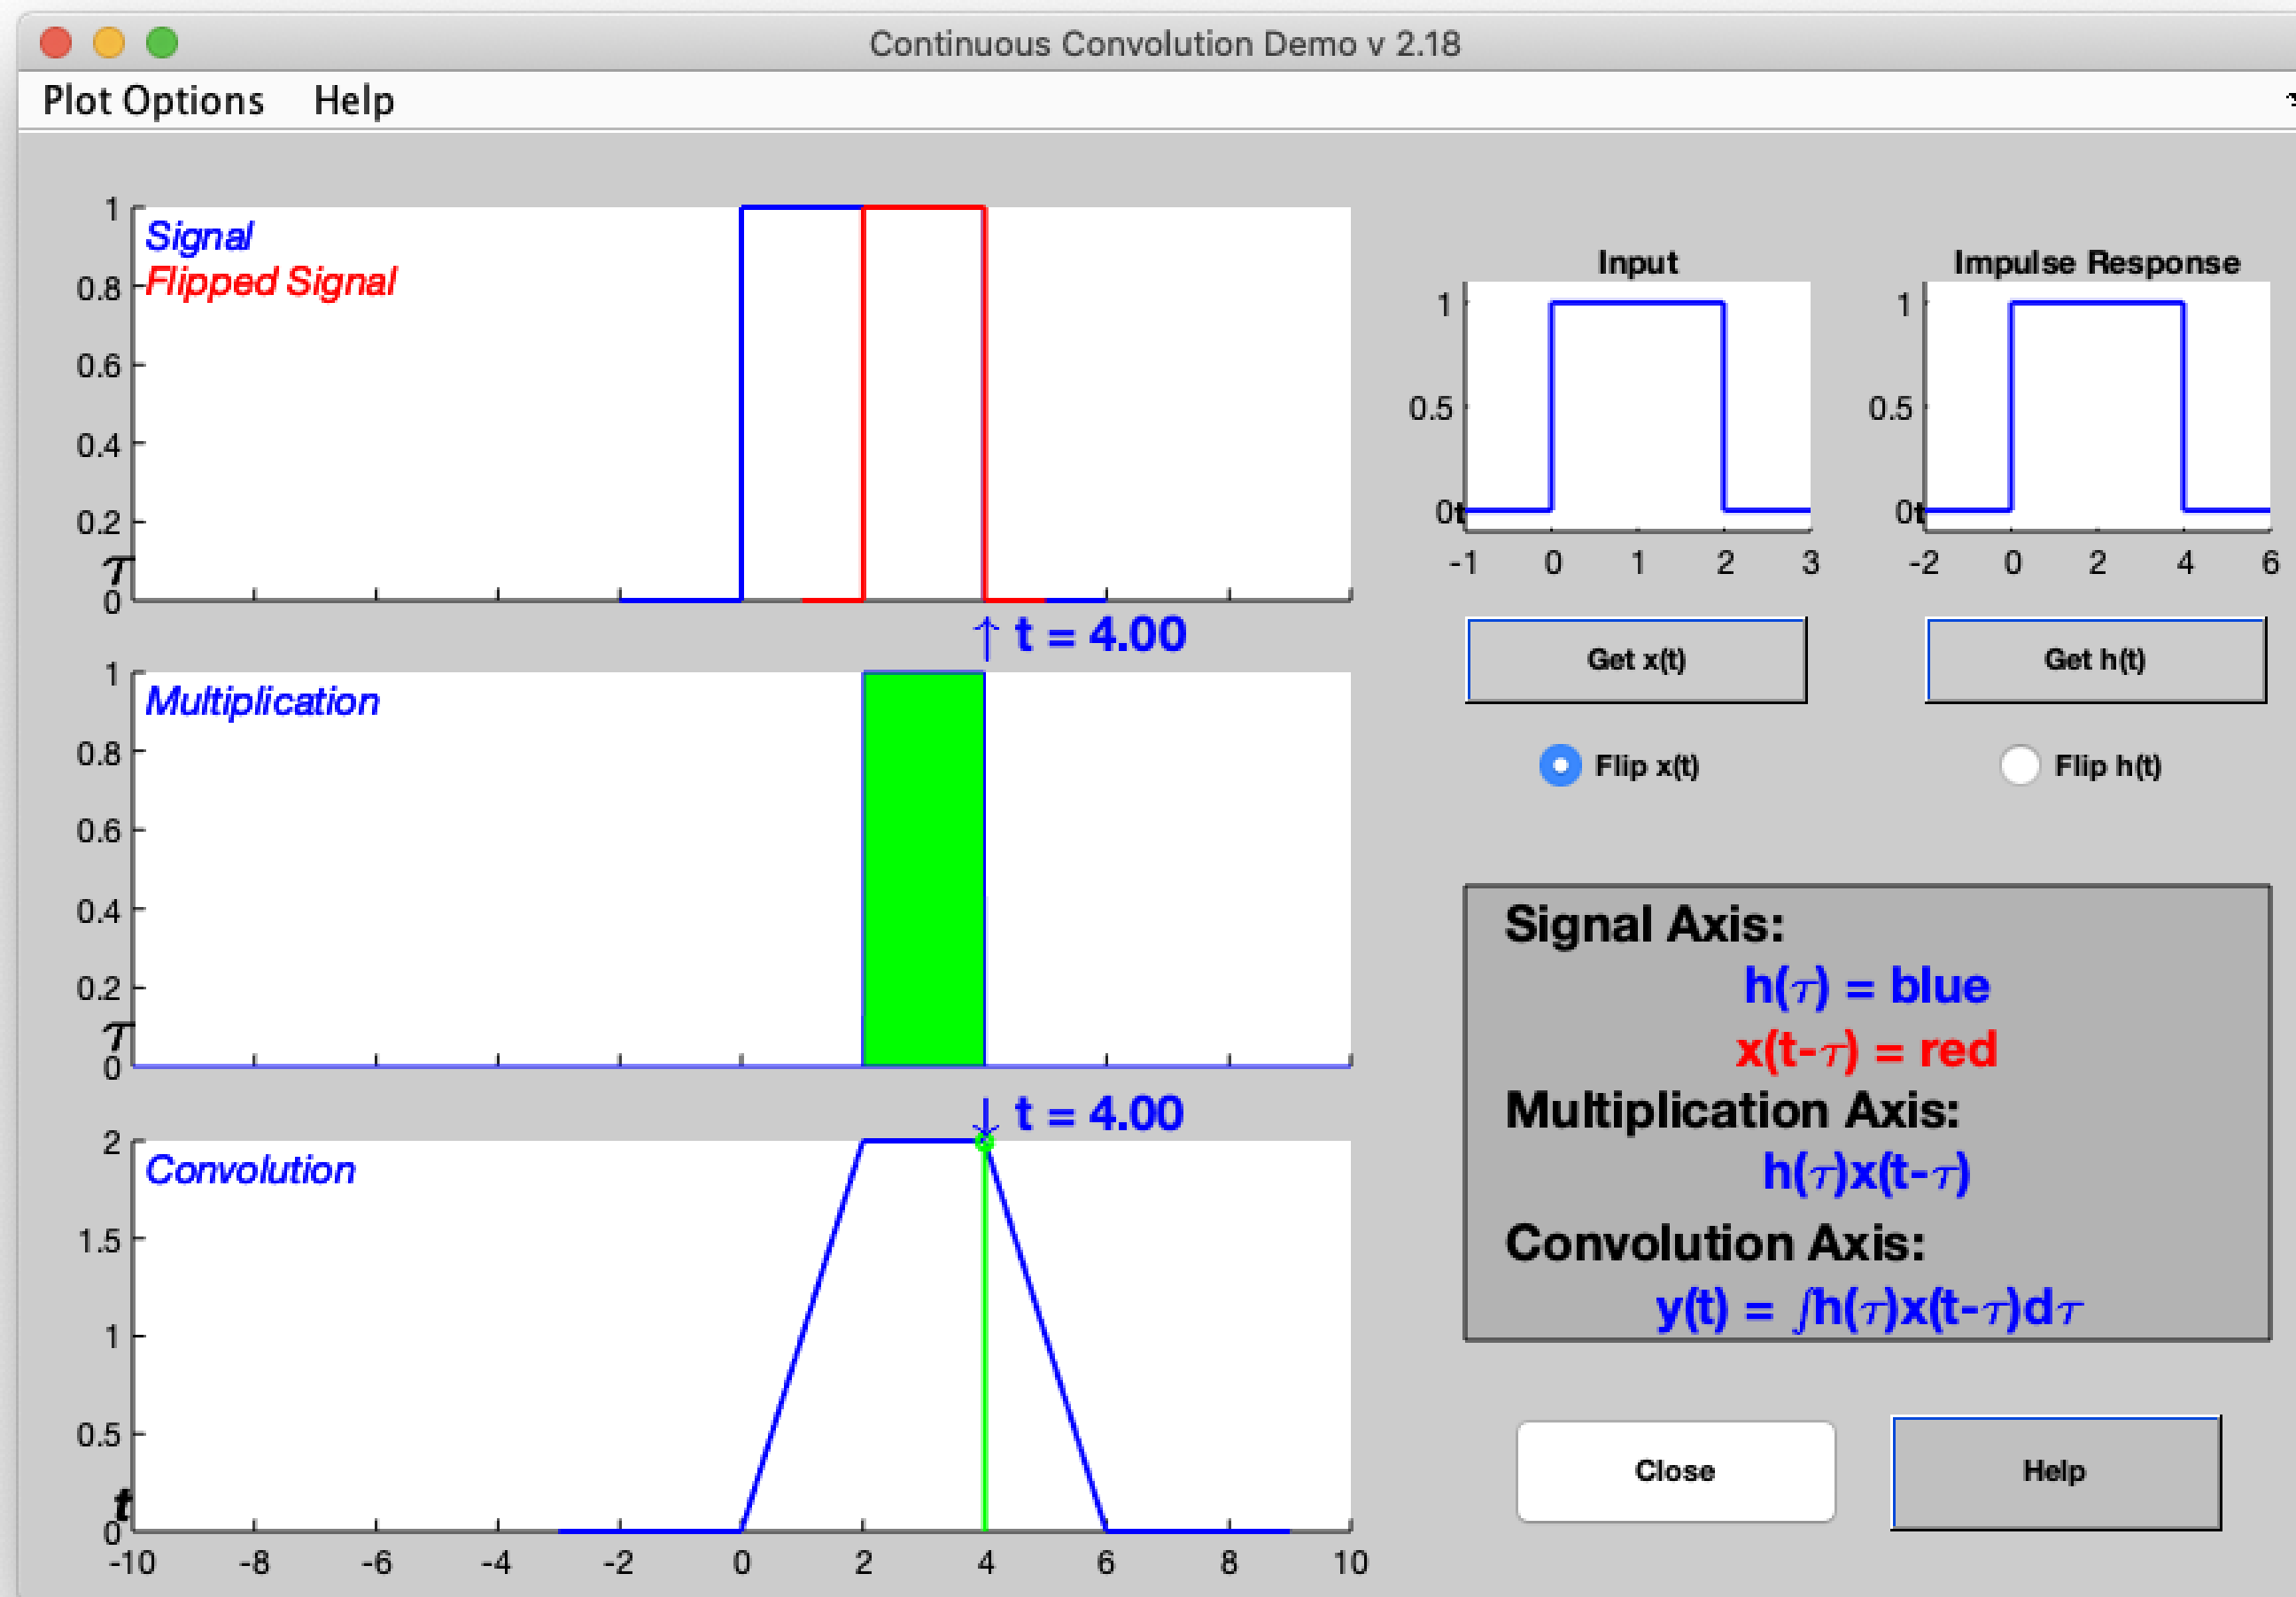 Continuous Convolution Demo v 2.18
Plot Options Help
1
Signal
Flipped Signal
0.8
0.6
0.4
0.2
τ
0
↑ t = 4.00
1
Multiplication
0.8
0.6
0.4
0.2
τ
0
↓ t = 4.00
2
Convolution
1.5
1
0.5
t
0
-10 -8 -6 -4 -2 0 2 4 6 8 10
Input
1
0.5
0t
-1 0 1 2 3
Impulse Response
1
0.5
0t
-2 0 2 4 6
Get x(t) Get h(t)
Flip x(t) Flip h(t)
Signal Axis:
h(τ) = blue
x(t-τ) = red
Multiplication Axis:
h(τ)x(t-τ)
Convolution Axis:
y(t) = ∫h(τ)x(t-τ)dτ
Close Help